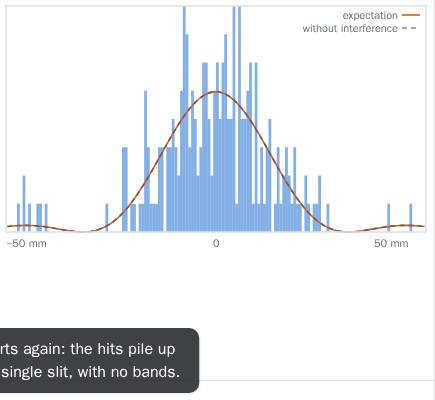 expectation
without interference
−50 mm
0
50 mm
rts again: the hits pile up
single slit, with no bands.